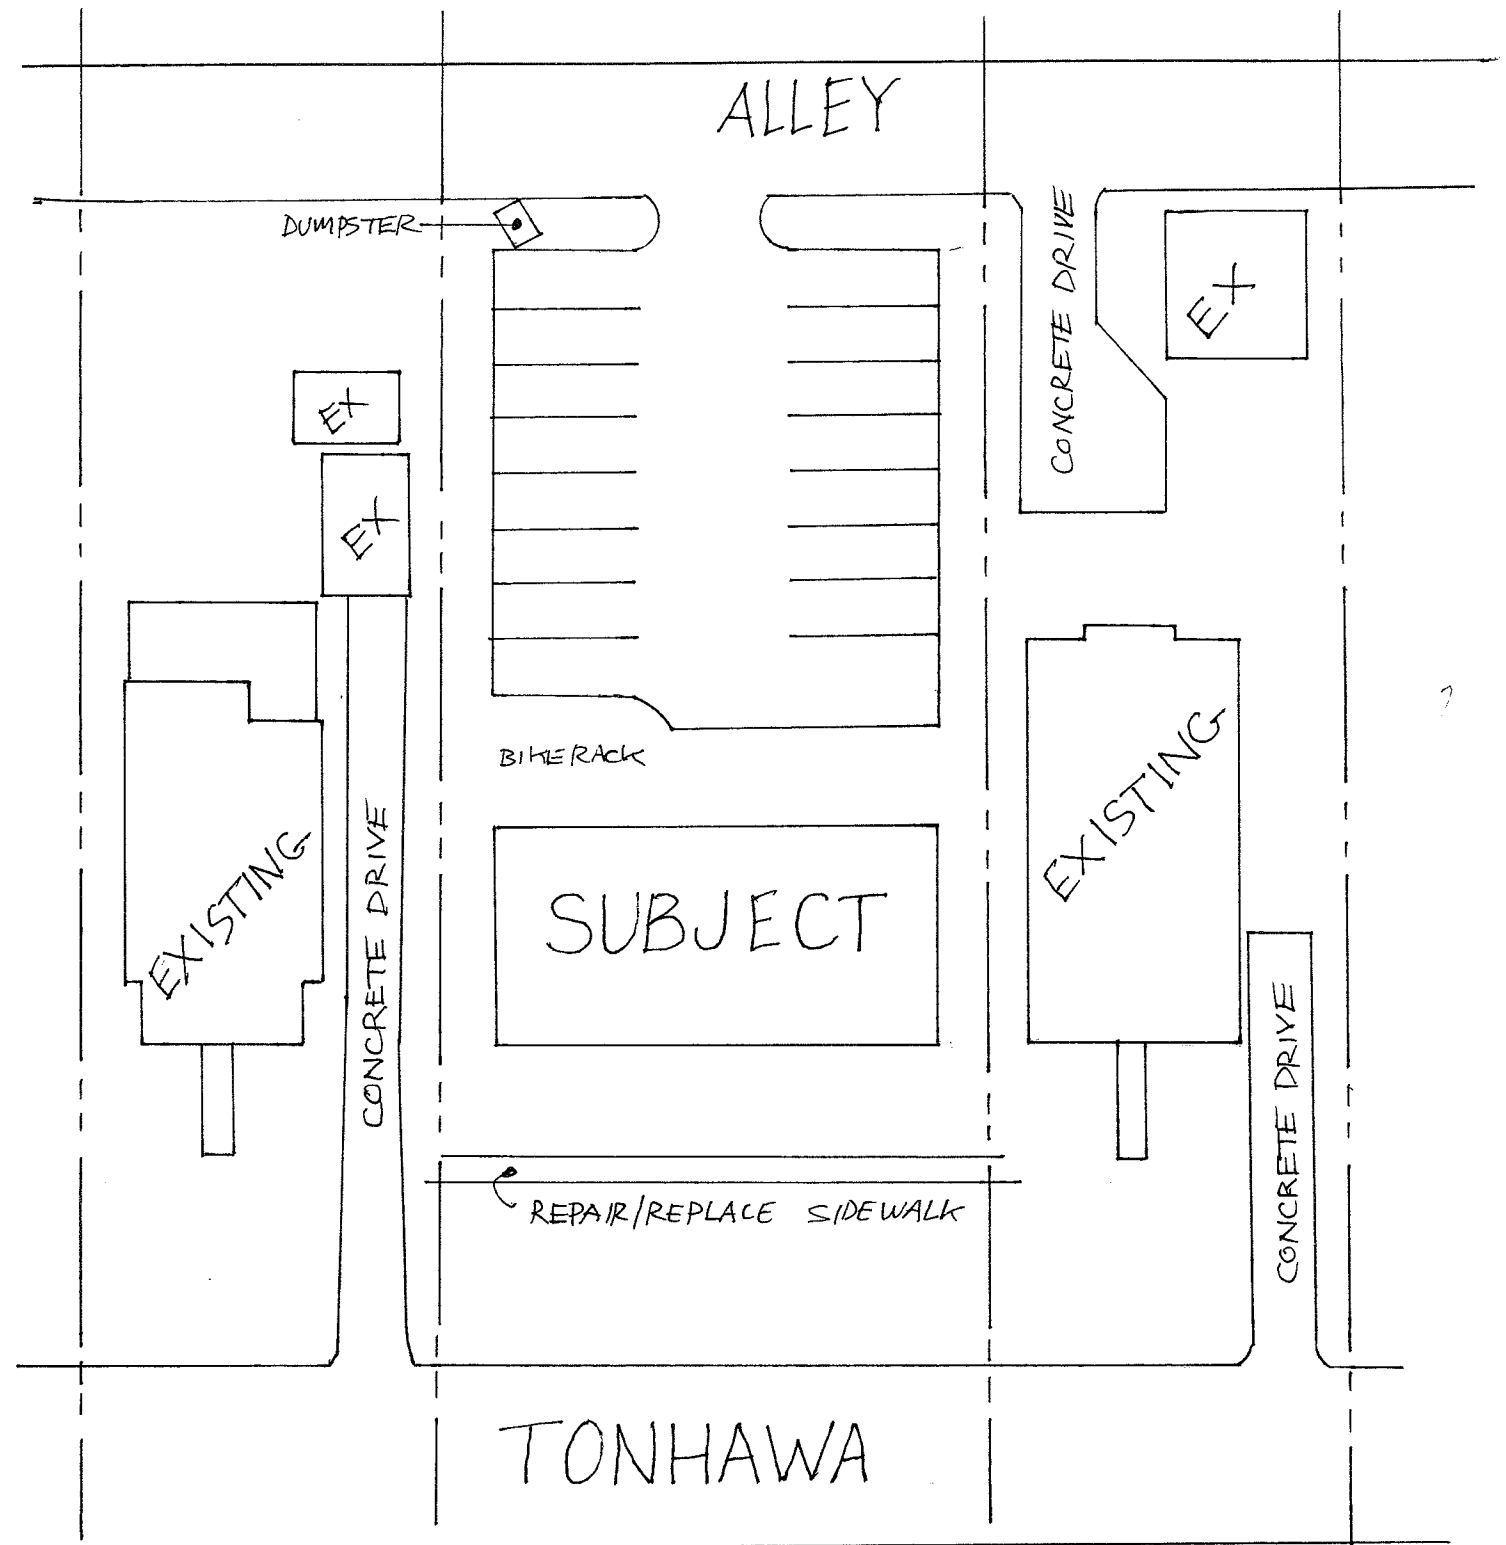 ALLEY
DUMPSTER
CONCRETE DRIVE
EX
EX
EX
EXISTING
BIKERACK
EXISTING
CONCRETE DRIVE
SUBJECT
CONCRETE DRIVE
REPAIR/REPLACE SIDEWALK
TONHAWA